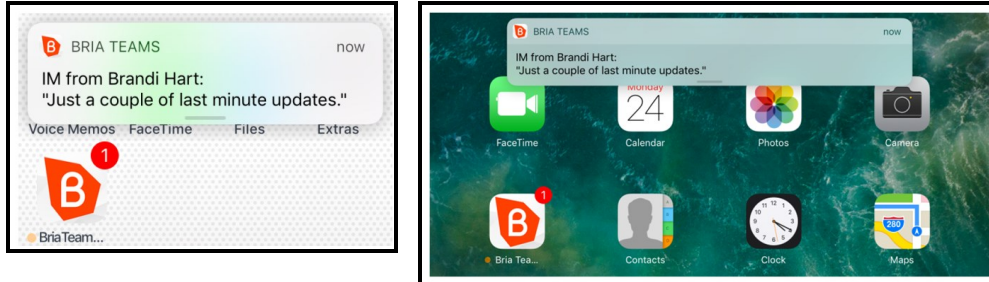 BRIA TEAMS now
IM from Brandi Hart:
"Just a couple of last minute updates."
Voice Memos FaceTime Files Extras
1
B
BriaTeam...
BRIA TEAMS now
IM from Brandi Hart:
"Just a couple of last minute updates."
Monday
24
FaceTime Calendar Photos Camera
1
B
280
Bria Tea... Contacts Clock Maps